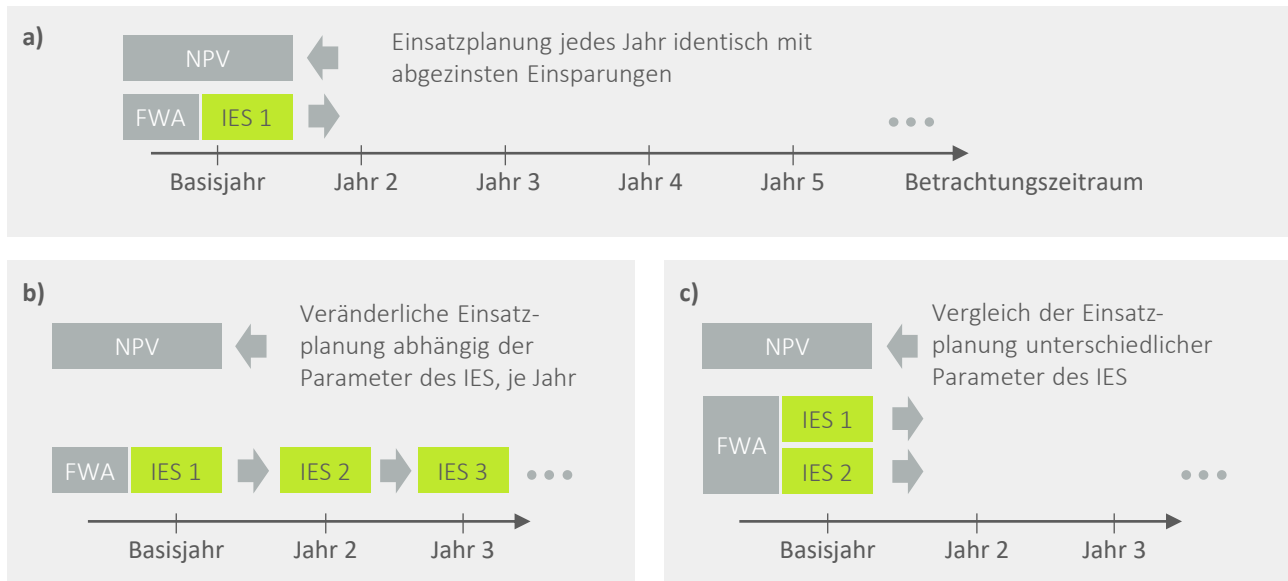 a)
NPV
Einsatzplanung jedes Jahr identisch mit
abgezinsten Einsparungen
FWA
IES 1
Basisjahr
Jahr 2
Jahr 3
Jahr 4
Jahr 5
Betrachtungszeitraum
b)
NPV
Veränderliche Einsatz-
planung abhängig der
Parameter des IES, je Jahr
FWA
IES 1
IES 2
IES 3
Basisjahr
Jahr 2
Jahr 3
c)
NPV
Vergleich der Einsatz-
planung unterschiedlicher
Parameter des IES
FWA
IES 1
IES 2
Basisjahr
Jahr 2
Jahr 3